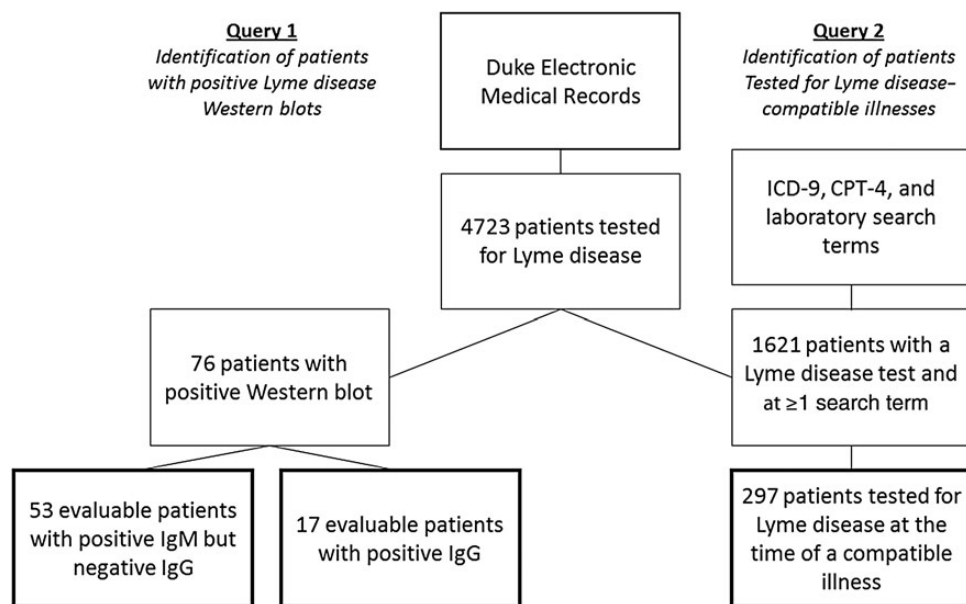 Query 1
Identification of patients
with positive Lyme disease
Western blots
Duke Electronic
Medical Records
Query 2
Identification of patients
Tested for Lyme disease–
compatible illnesses
4723 patients tested
for Lyme disease
ICD-9, CPT-4, and
laboratory search
terms
76 patients with
positive Western blot
1621 patients with a
Lyme disease test and
at ≥1 search term
53 evaluable patients
with positive IgM but
negative IgG
17 evaluable patients
with positive IgG
297 patients tested for
Lyme disease at the
time of a compatible
illness